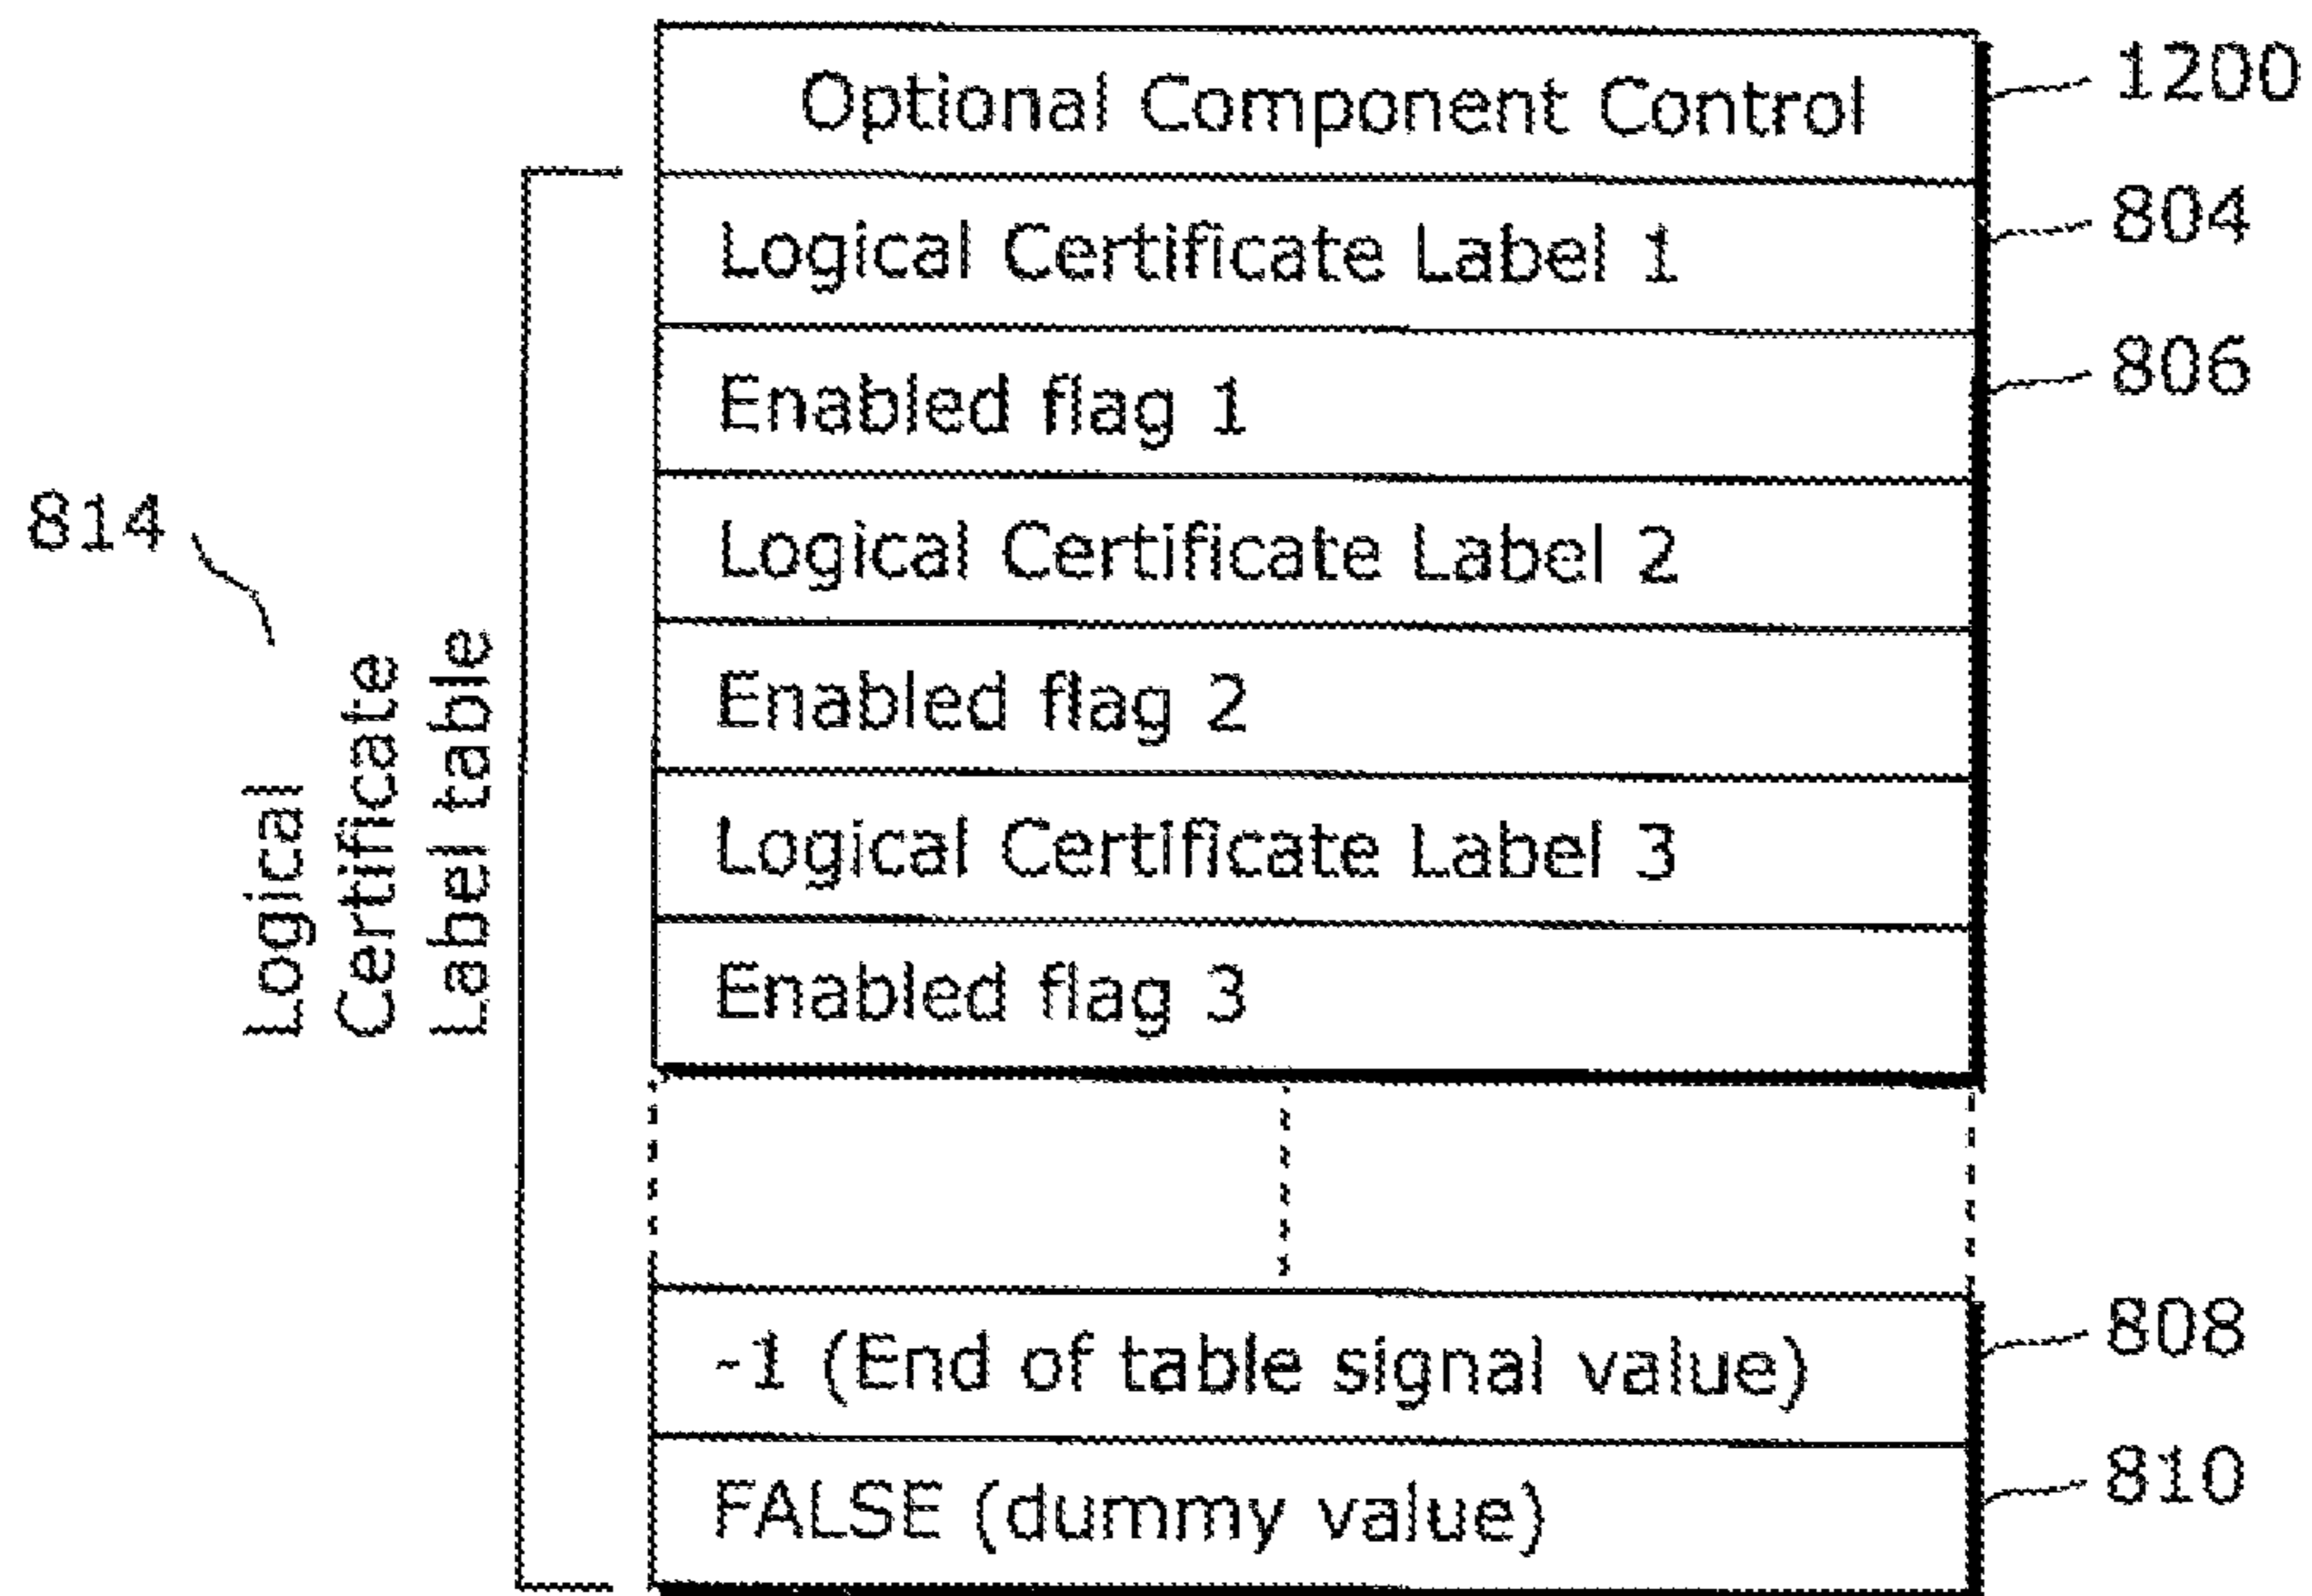 Optional Component Control
1200
Logical Certificate Label 1
804
Enabled flag 1
806
Logical Certificate Label 2
Enabled flag 2
Logical Certificate Label 3
Enabled flag 3
814
Logical
Certificate
Label table
-1 (End of table signal value)
808
FALSE (dummy value)
810